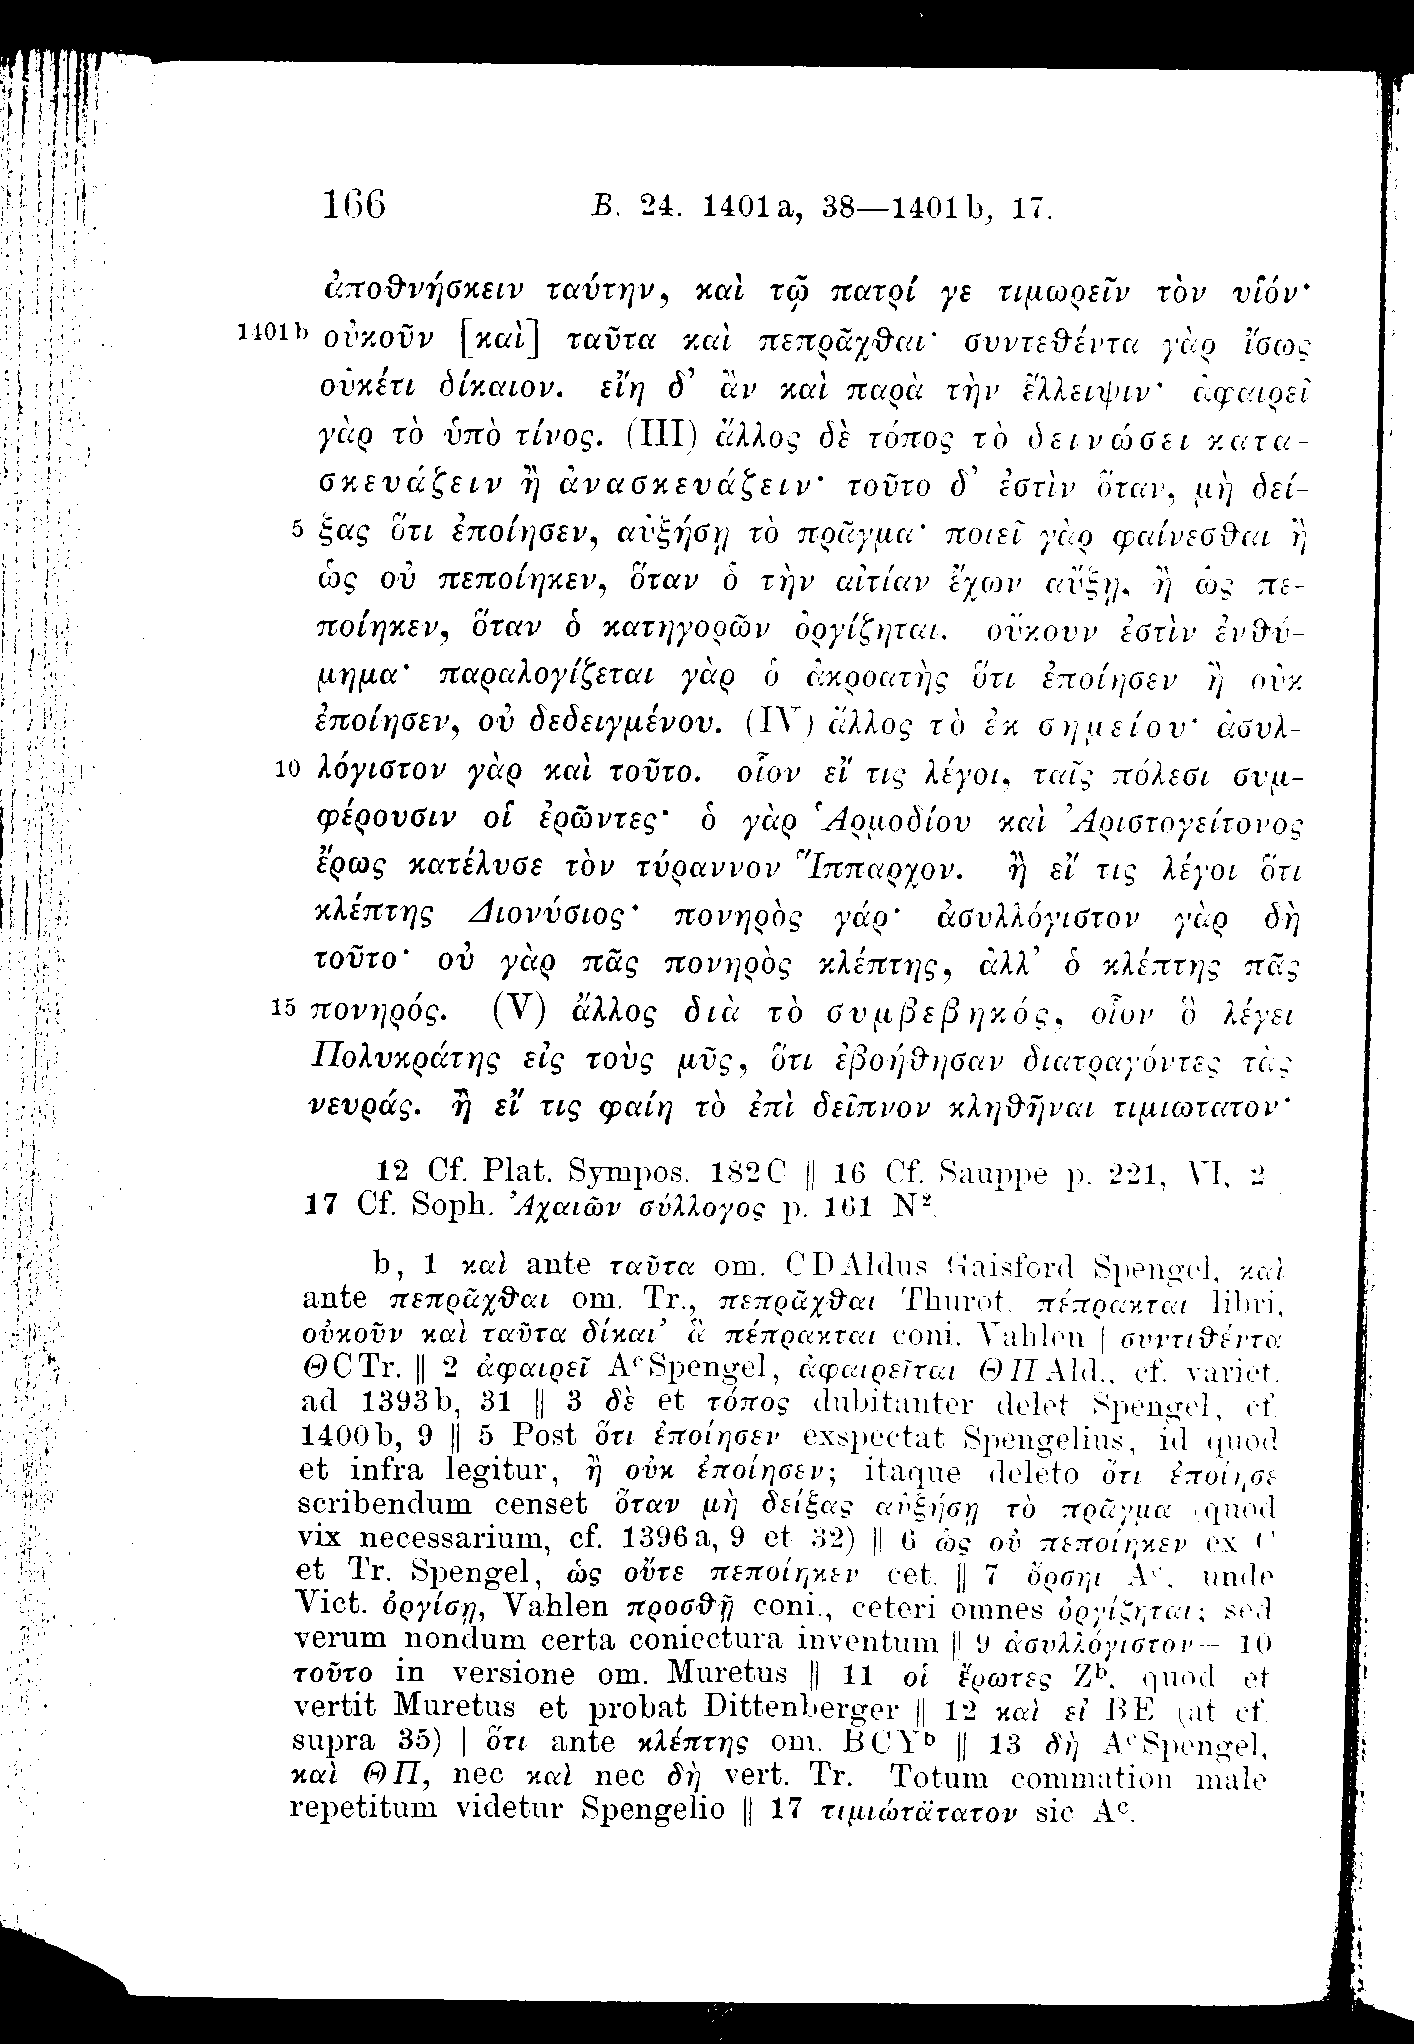 166 B. 24. 1401a, 38—1401b, 17.
ἀποθνήσκειν ταύτην, καὶ τῷ πατρί γε τιμωρεῖν τὸν υἱόν·
1401b οὐκοῦν [καὶ] ταῦτα καὶ πεπρᾶχθαι· συντεθέντα γὰρ ἴσως
οὐκέτι δίκαιον. εἴη δ' ἂν καὶ παρὰ τὴν ἔλλειψιν· ἀφαιρεῖ
γὰρ τὸ ὑπὸ τίνος. (III) ἄλλος δὲ τόπος τὸ δεινώσει κατα-
σκευάζειν ἢ ἀνασκευάζειν· τοῦτο δ' ἐστὶν ὅταν, μὴ δεί-
5 ξας ὅτι ἐποίησεν, αὐξήσῃ τὸ πρᾶγμα· ποιεῖ γὰρ φαίνεσθαι ἢ
ὡς οὐ πεποίηκεν, ὅταν ὁ τὴν αἰτίαν ἔχων αὔξῃ, ἢ ὡς πε-
ποίηκεν, ὅταν ὁ κατηγορῶν ὀργίζηται. οὔκουν ἐστὶν ἐνθύ-
μημα· παραλογίζεται γὰρ ὁ ἀκροατὴς ὅτι ἐποίησεν ἢ οὐκ
ἐποίησεν, οὐ δεδειγμένου. (IV) ἄλλος τὸ ἐκ σημείου· ἀσυλ-
10 λόγιστον γὰρ καὶ τοῦτο. οἷον εἴ τις λέγοι, ταῖς πόλεσι συμ-
φέρουσιν οἱ ἐρῶντες· ὁ γὰρ Ἁρμοδίου καὶ Ἀριστογείτονος
ἔρως κατέλυσε τὸν τύραννον Ἵππαρχον. ἢ εἴ τις λέγοι ὅτι
κλέπτης Διονύσιος· πονηρὸς γάρ· ἀσυλλόγιστον γὰρ δὴ
τοῦτο· οὐ γὰρ πᾶς πονηρὸς κλέπτης, ἀλλ' ὁ κλέπτης πᾶς
15 πονηρός. (V) ἄλλος διὰ τὸ συμβεβηκός, οἷον ὃ λέγει
Πολυκράτης εἰς τοὺς μῦς, ὅτι ἐβοήθησαν διατραγόντες τὰς
νευράς. ἢ εἴ τις φαίη τὸ ἐπὶ δεῖπνον κληθῆναι τιμιωτατον·
12 Cf. Plat. Sympos. 182C || 16 Cf. Sauppe p. 221, VI, 2
17 Cf. Soph. Ἀχαιῶν σύλλογος p. 161 N².
b, 1 καὶ ante ταῦτα om. CDAldus Gaisford Spengel, καὶ
ante πεπρᾶχθαι om. Tr., πεπρᾶχθαι Thurot, πέπρακται libri,
οὐκοῦν καὶ ταῦτα δίκαι' ἃ πέπρακται coni. Vahlen | συντιθέντα
ΘCTr. || 2 ἀφαιρεῖ AᶜSpengel, ἀφαιρεῖται ΘΠAld., cf. variet.
ad 1393b, 31 || 3 δὲ et τόπος dubitanter delet Spengel, cf.
1400b, 9 || 5 Post ὅτι ἐποίησεν exspectat Spengelius, id quod
et infra legitur, ἢ οὐκ ἐποίησεν; itaque deleto ὅτι ἐποίησε
scribendum censet ὅταν μὴ δείξας αὐξήσῃ τὸ πρᾶγμα (quod
vix necessarium, cf. 1396a, 9 et 32) || 6 ὡς οὐ πεποίηκεν ex C
et Tr. Spengel, ὡς οὔτε πεποίηκεν cet. || 7 ὄρσηι Aᶜ, unde
Vict. ὀργίσῃ, Vahlen προσθῇ coni., ceteri omnes ὀργίζηται; sed
verum nondum certa coniectura inventum || 9 ἀσυλλόγιστον— 10
τοῦτο in versione om. Muretus || 11 οἱ ἔρωτες Zᵇ, quod et
vertit Muretus et probat Dittenberger || 12 καὶ εἰ BE (at cf.
supra 35) | ὅτι ante κλέπτης om. BCYᵇ || 13 δὴ AᶜSpengel,
καὶ ΘΠ, nec καὶ nec δὴ vert. Tr. Totum commation male
repetitum videtur Spengelio || 17 τιμιώτάτατον sic Aᶜ.